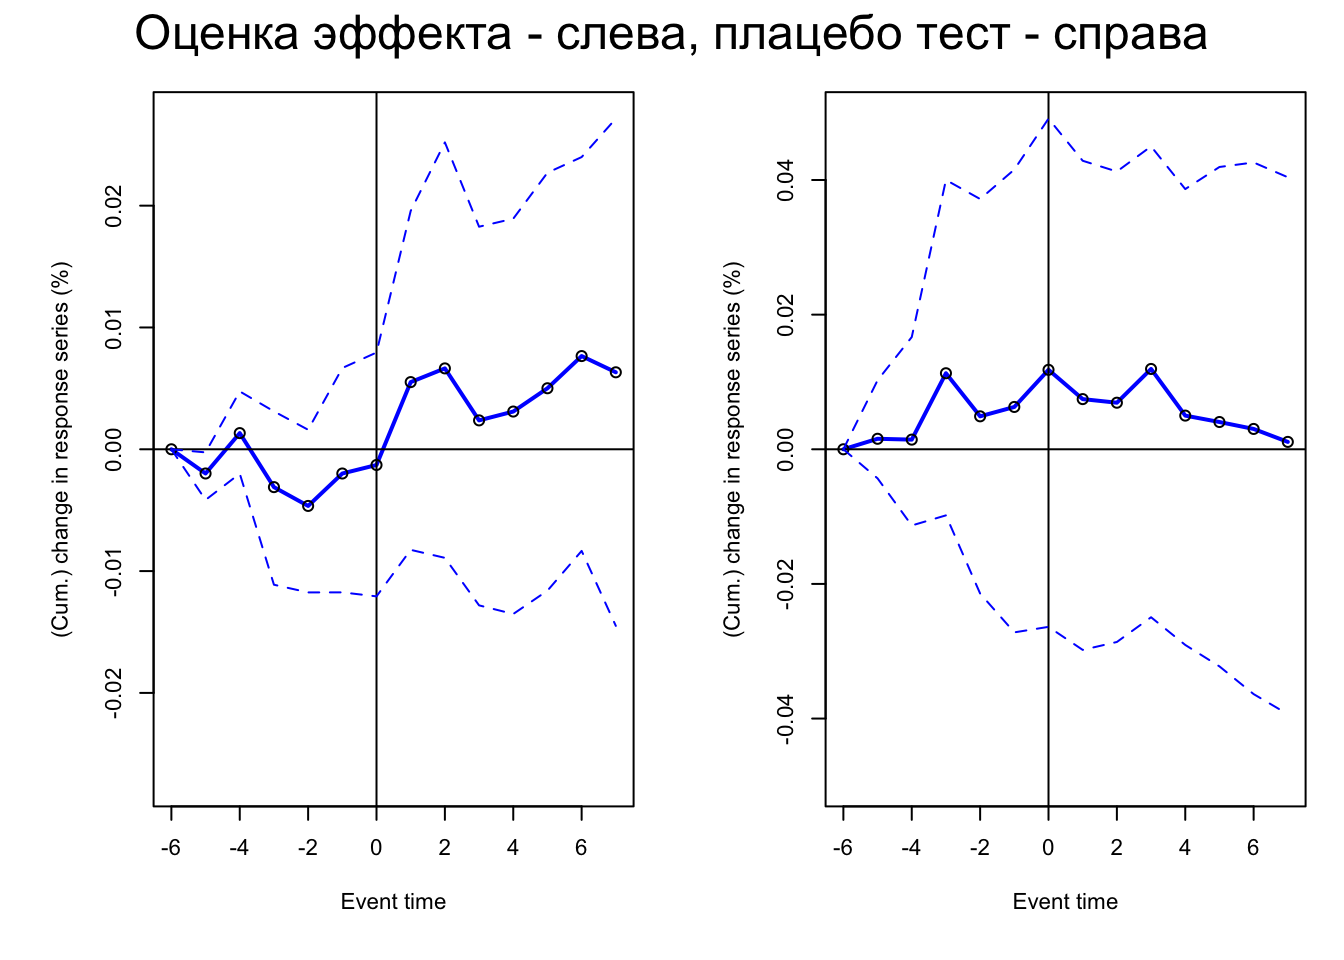 Оценка эффекта - слева, плацебо тест - справа
(Cum.) change in response series (%)
0.02
0.01
0.00
-0.01
-0.02
-6 -4 -2 0 2 4 6
Event time
(Cum.) change in response series (%)
0.04
0.02
0.00
-0.02
-0.04
-6 -4 -2 0 2 4 6
Event time